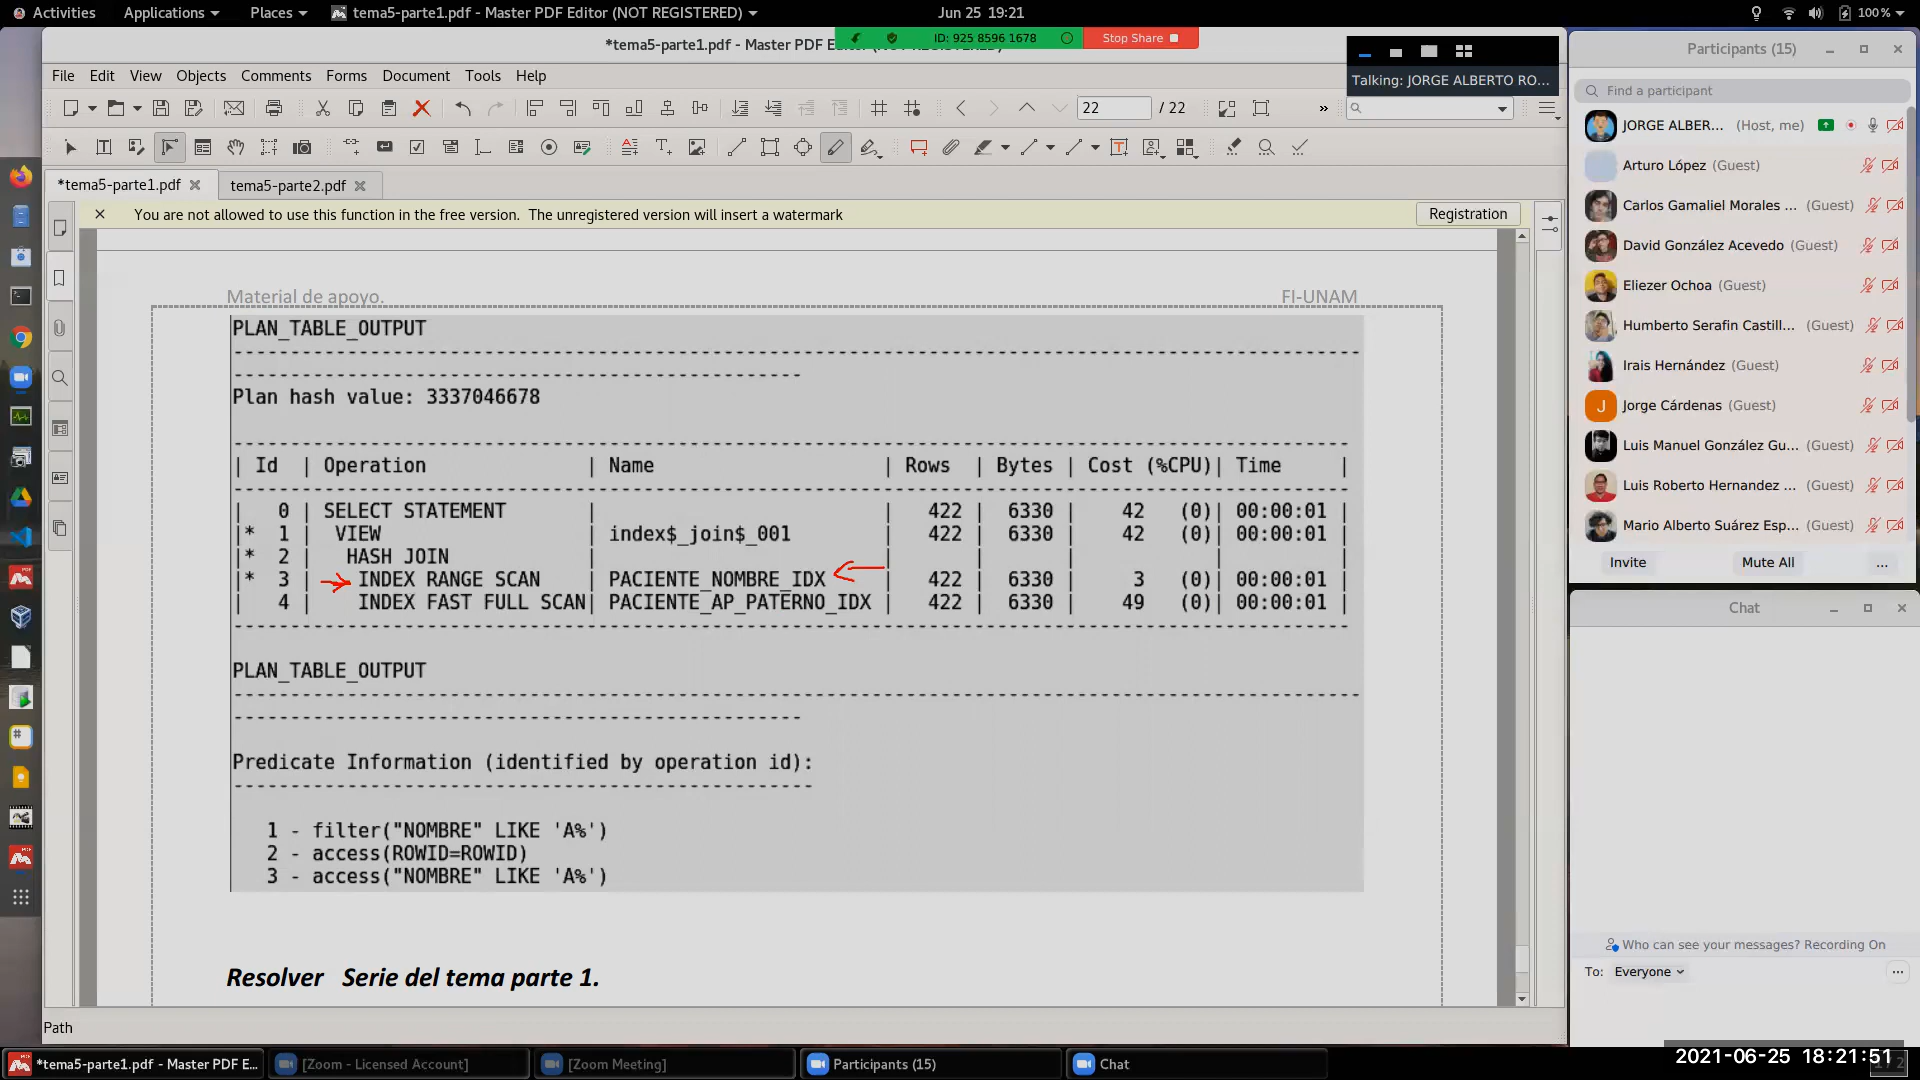 Activities Applications Places tema5-parte1.pdf - Master PDF Editor (NOT REGISTERED) Jun 25 19:21 100%
*tema5-parte1.pdf - Master PDF E
ID: 925 8596 1678 Stop Share
File Edit View Objects Comments Forms Document Tools Help
Talking: JORGE ALBERTO RO...
22 / 22
*tema5-parte1.pdf tema5-parte2.pdf
You are not allowed to use this function in the free version. The unregistered version will insert a watermark Registration
Material de apoyo. FI-UNAM
PLAN_TABLE_OUTPUT
----------------------------------------------------------------------------------------------------
--------------------------------------------------
Plan hash value: 3337046678
--------------------------------------------------------------------------------------------------
| Id | Operation | Name | Rows | Bytes | Cost (%CPU)| Time |
--------------------------------------------------------------------------------------------------
| 0 | SELECT STATEMENT | | 422 | 6330 | 42 (0)| 00:00:01 |
|* 1 | VIEW | index$_join$_001 | 422 | 6330 | 42 (0)| 00:00:01 |
|* 2 | HASH JOIN | | | | | |
|* 3 | INDEX RANGE SCAN | PACIENTE_NOMBRE_IDX | 422 | 6330 | 3 (0)| 00:00:01 |
| 4 | INDEX FAST FULL SCAN| PACIENTE_AP_PATERNO_IDX | 422 | 6330 | 49 (0)| 00:00:01 |
--------------------------------------------------------------------------------------------------
PLAN_TABLE_OUTPUT
----------------------------------------------------------------------------------------------------
--------------------------------------------------
Predicate Information (identified by operation id):
---------------------------------------------------
1 - filter("NOMBRE" LIKE 'A%')
2 - access(ROWID=ROWID)
3 - access("NOMBRE" LIKE 'A%')
Resolver Serie del tema parte 1.
Path
Participants (15)
Find a participant
JORGE ALBER... (Host, me)
Arturo López (Guest)
Carlos Gamaliel Morales ... (Guest)
David González Acevedo (Guest)
Eliezer Ochoa (Guest)
Humberto Serafin Castill... (Guest)
Irais Hernández (Guest)
J Jorge Cárdenas (Guest)
Luis Manuel González Gu... (Guest)
Luis Roberto Hernandez ... (Guest)
Mario Alberto Suárez Esp... (Guest)
Invite Mute All ...
Chat
Who can see your messages? Recording On
To: Everyone
*tema5-parte1.pdf - Master PDF E... [Zoom - Licensed Account] [Zoom Meeting] Participants (15) Chat
2021-06-25 18:21:51